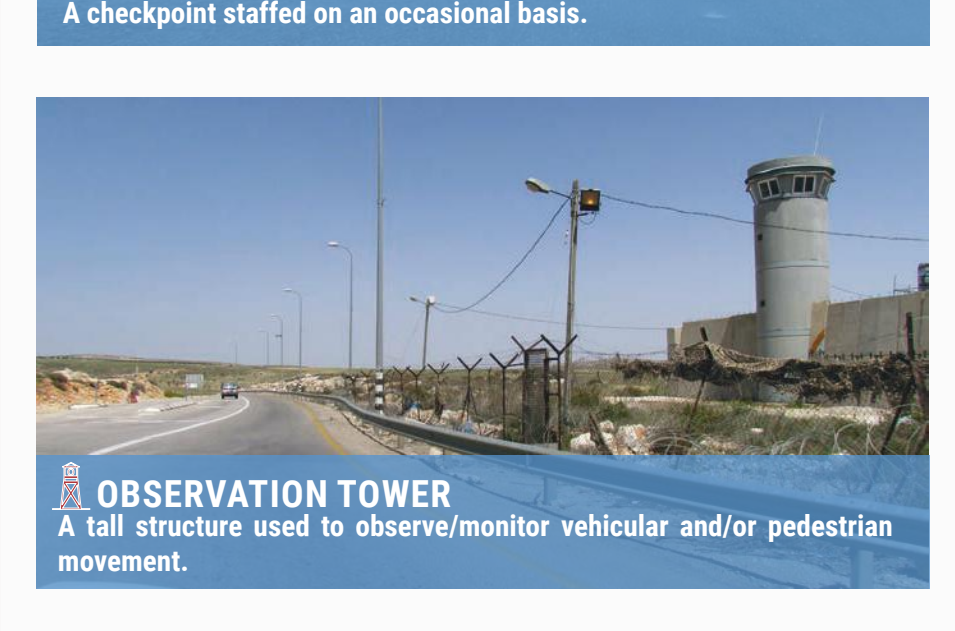 A checkpoint staffed on an occasional basis.
OBSERVATION TOWER
A tall structure used to observe/monitor vehicular and/or pedestrian
movement.